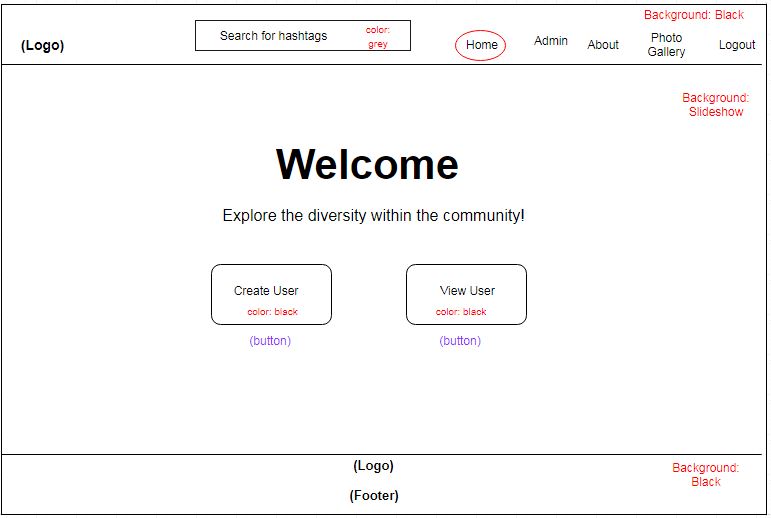 Background: Black
(Logo)
Search for hashtags
color:
grey
Home
Admin
About
Photo
Gallery
Logout
Background:
Slideshow
Welcome
Explore the diversity within the community!
Create User
color: black
(button)
View User
color: black
(button)
(Logo)
(Footer)
Background:
Black